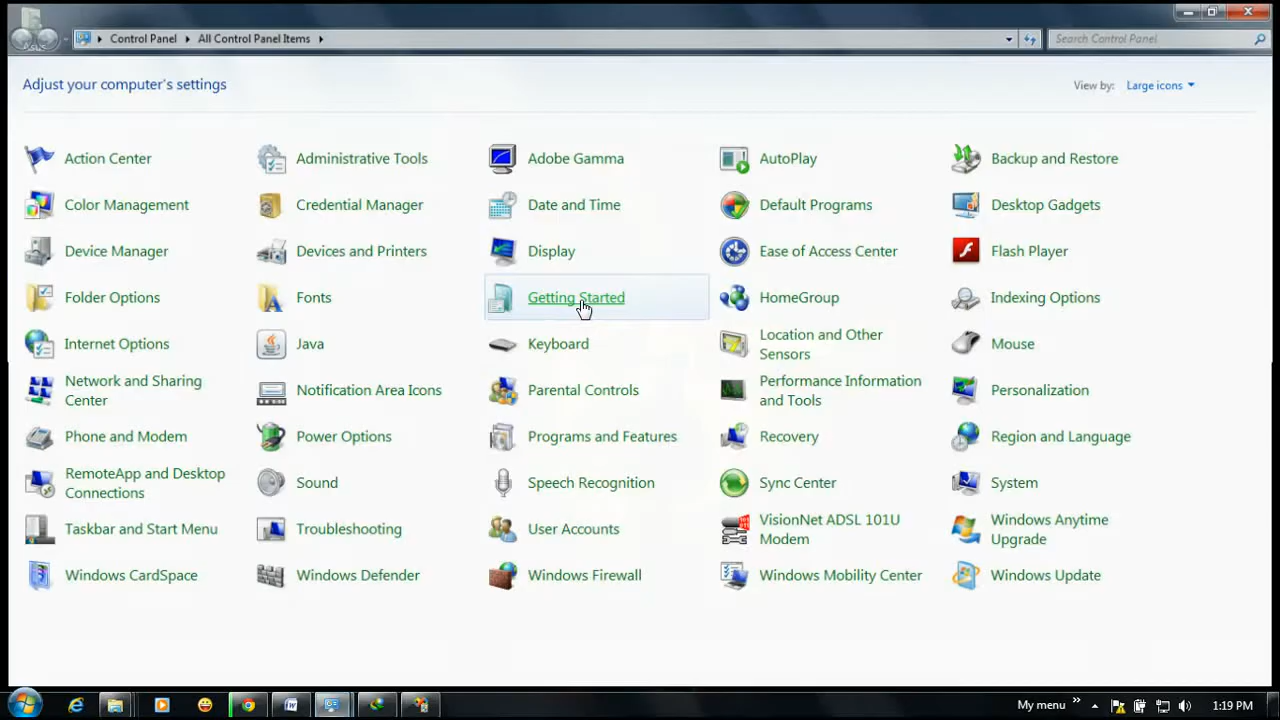 Control Panel All Control Panel Items Search Control Panel
Adjust your computer's settings
View by: Large icons
Action Center Administrative Tools Adobe Gamma AutoPlay Backup and Restore
Color Management Credential Manager Date and Time Default Programs Desktop Gadgets
Device Manager Devices and Printers Display Ease of Access Center Flash Player
Folder Options Fonts Getting Started HomeGroup Indexing Options
Internet Options Java Keyboard Location and Other
Sensors Mouse
Network and Sharing
Center Notification Area Icons Parental Controls Performance Information
and Tools Personalization
Phone and Modem Power Options Programs and Features Recovery Region and Language
RemoteApp and Desktop
Connections Sound Speech Recognition Sync Center System
Taskbar and Start Menu Troubleshooting User Accounts VisionNet ADSL 101U
Modem Windows Anytime
Upgrade
Windows CardSpace Windows Defender Windows Firewall Windows Mobility Center Windows Update
My menu » 1:19 PM